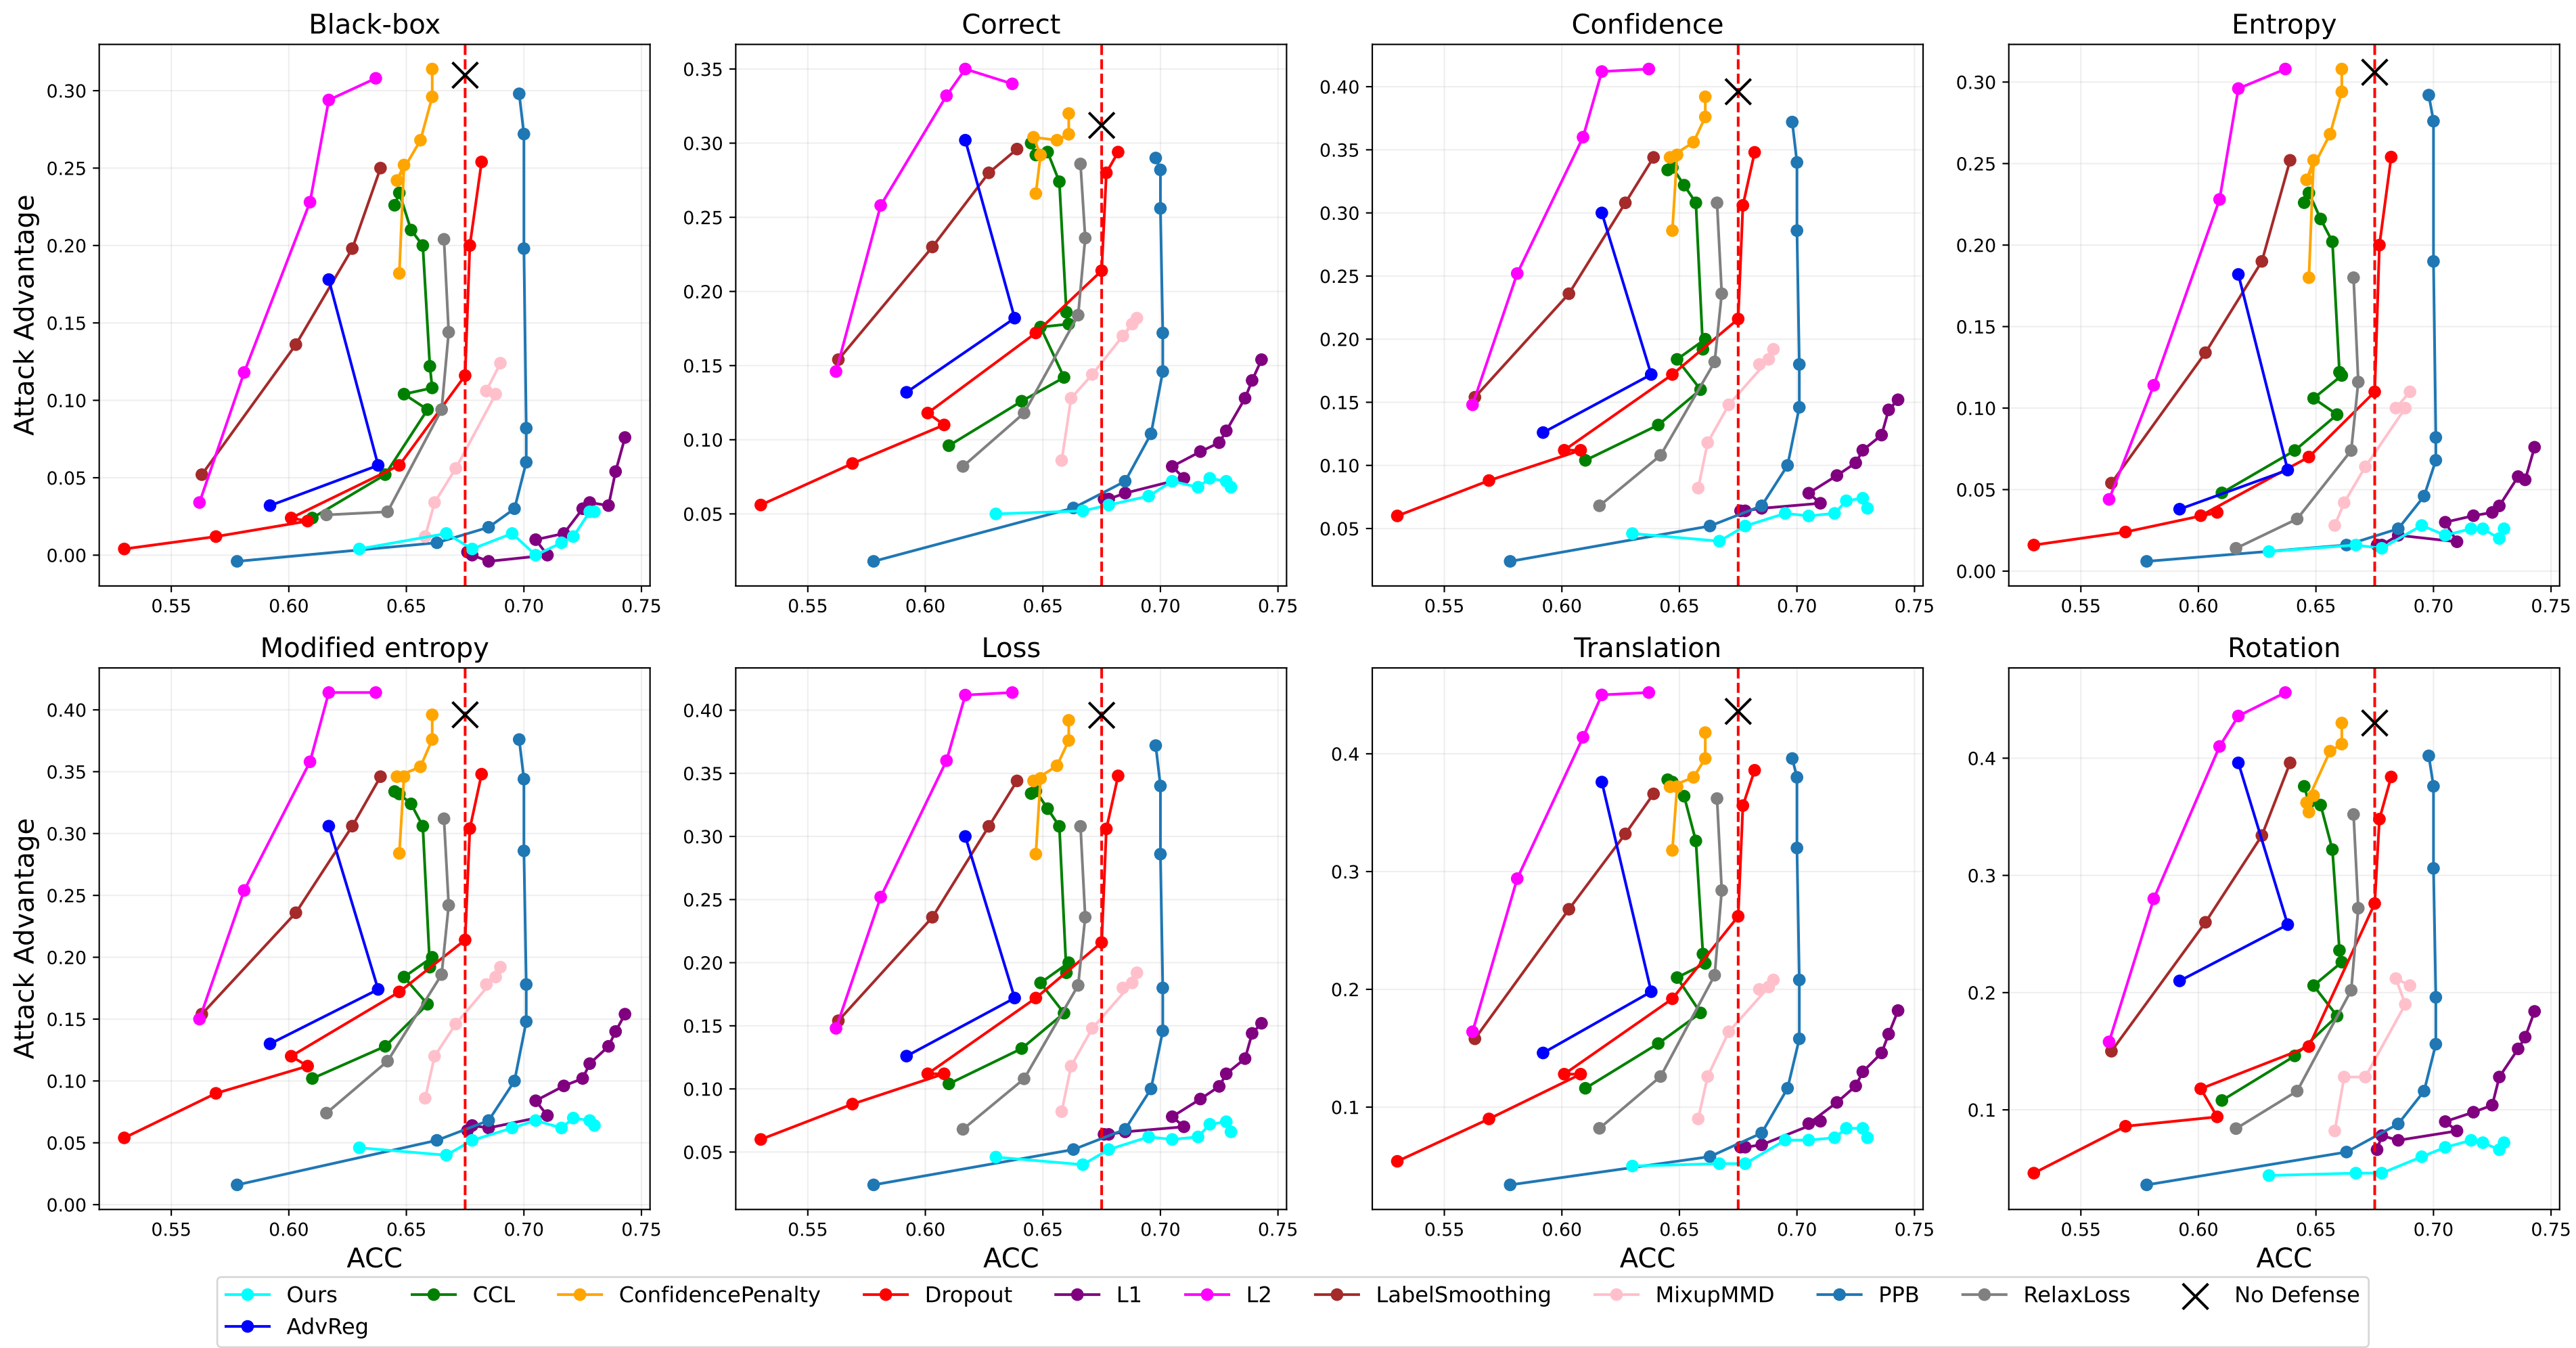 Black-box
Correct
Confidence
Entropy
Attack Advantage
0.30
0.25
0.20
0.15
0.10
0.05
0.00
0.55 0.60 0.65 0.70 0.75
0.35
0.30
0.25
0.20
0.15
0.10
0.05
0.55 0.60 0.65 0.70 0.75
0.40
0.35
0.30
0.25
0.20
0.15
0.10
0.05
0.55 0.60 0.65 0.70 0.75
0.30
0.25
0.20
0.15
0.10
0.05
0.00
0.55 0.60 0.65 0.70 0.75
Modified entropy
Loss
Translation
Rotation
Attack Advantage
0.40
0.35
0.30
0.25
0.20
0.15
0.10
0.05
0.00
0.55 0.60 0.65 0.70 0.75
ACC
0.40
0.35
0.30
0.25
0.20
0.15
0.10
0.05
0.55 0.60 0.65 0.70 0.75
ACC
0.4
0.3
0.2
0.1
0.55 0.60 0.65 0.70 0.75
ACC
0.4
0.3
0.2
0.1
0.55 0.60 0.65 0.70 0.75
ACC
Ours CCL ConfidencePenalty Dropout L1 L2 LabelSmoothing MixupMMD PPB RelaxLoss No Defense
AdvReg